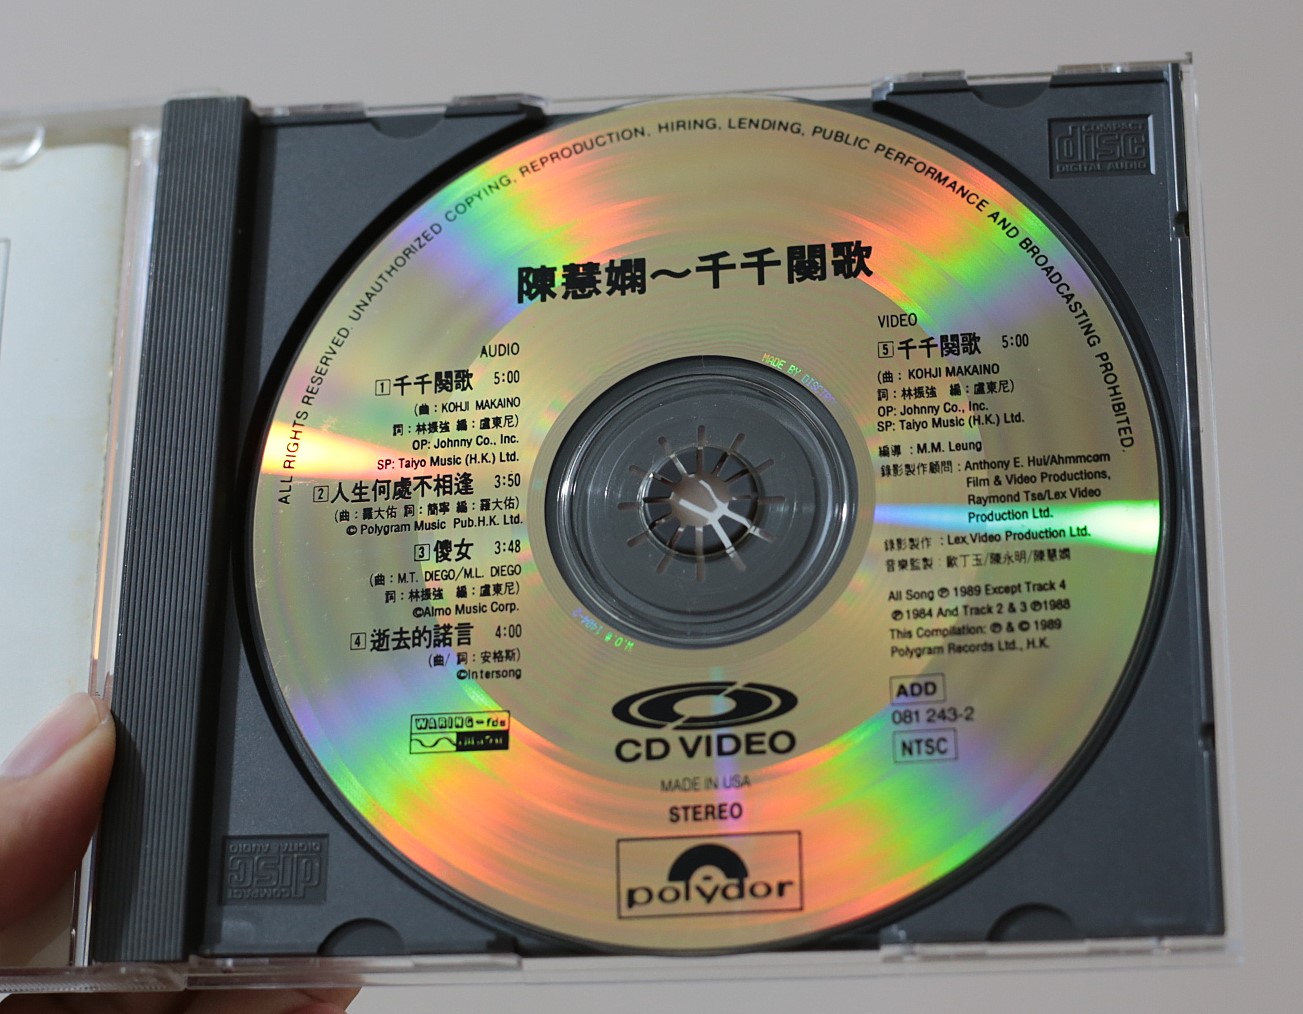 ALL RIGHTS RESERVED. UNAUTHORIZED COPYING, REPRODUCTION, HIRING, LENDING, PUBLIC PERFORMANCE AND BROADCASTING PROHIBITED.
COMPACT
disc
DIGITAL AUDIO
陳慧嫻～千千闋歌
AUDIO
1 千千闋歌 5:00
(曲：KOHJI MAKAINO
詞：林振強 編：盧東尼)
OP: Johnny Co., Inc.
SP: Taiyo Music (H.K.) Ltd.
2 人生何處不相逢 3:50
(曲：羅大佑 詞：簡寧 編：羅大佑)
© Polygram Music Pub.H.K. Ltd.
3 傻女 3:48
(曲：M.T. DIEGO/M.L. DIEGO
詞：林振強 編：盧東尼)
©Almo Music Corp.
4 逝去的諾言 4:00
(曲/ 詞：安格斯)
©Intersong
WARING-fds
VIDEO
5 千千闋歌 5:00
(曲：KOHJI MAKAINO
詞：林振強 編：盧東尼)
OP: Johnny Co., Inc.
SP: Taiyo Music (H.K.) Ltd.
編導：M.M. Leung
錄影製作顧問：Anthony E. Hui/Ahmmcom
Film & Video Productions,
Raymond Tse/Lex Video
Production Ltd.
錄影製作：Lex Video Production Ltd.
音樂監製：歐丁玉/陳永明/陳慧嫻
All Song ℗ 1989 Except Track 4
℗1984 And Track 2 & 3 ℗1988
This Compilation: ℗ & © 1989
Polygram Records Ltd., H.K.
ADD
081 243-2
NTSC
MADE BY
W.O #
CD VIDEO
MADE IN USA
STEREO
polydor
COMPACT
disc
DIGITAL AUDIO